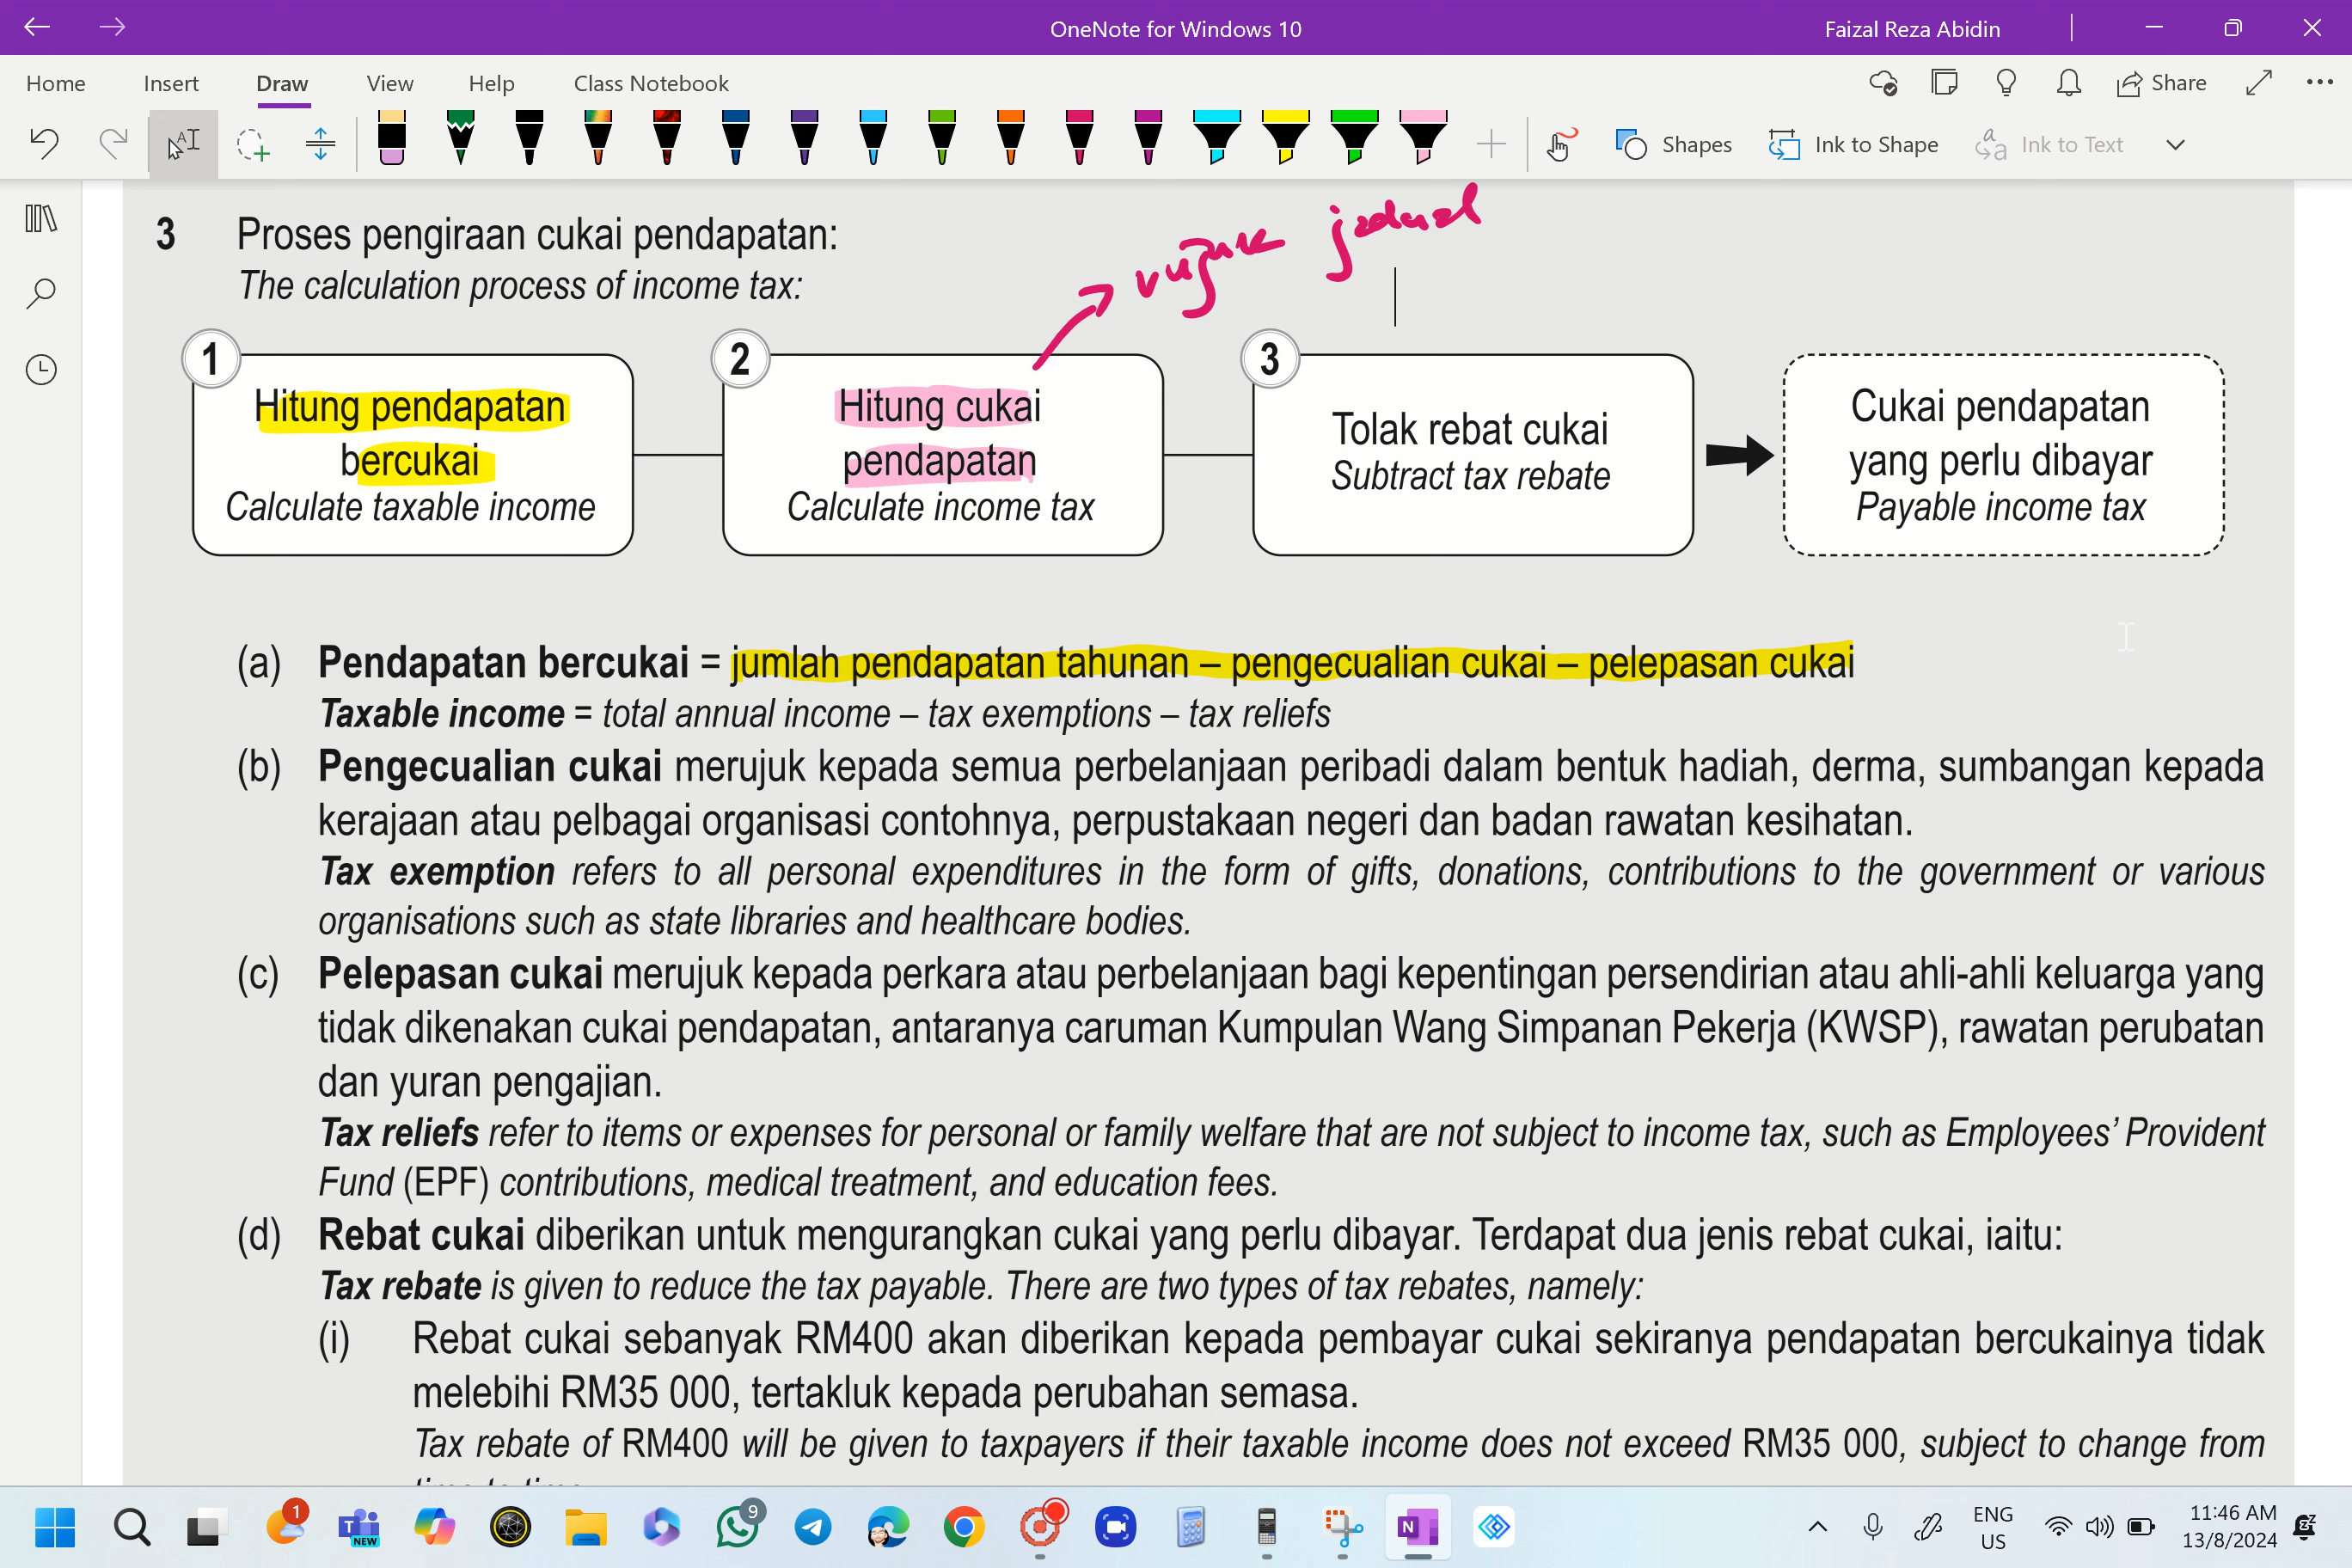 OneNote for Windows 10
Faizal Reza Abidin
Home Insert Draw View Help Class Notebook
Share
Shapes Ink to Shape Ink to Text
rujuk jadual
3 Proses pengiraan cukai pendapatan:
The calculation process of income tax:
1
Hitung pendapatan
bercukai
Calculate taxable income
2
Hitung cukai
pendapatan
Calculate income tax
3
Tolak rebat cukai
Subtract tax rebate
Cukai pendapatan
yang perlu dibayar
Payable income tax
(a) Pendapatan bercukai = jumlah pendapatan tahunan – pengecualian cukai – pelepasan cukai
Taxable income = total annual income – tax exemptions – tax reliefs
(b) Pengecualian cukai merujuk kepada semua perbelanjaan peribadi dalam bentuk hadiah, derma, sumbangan kepada
kerajaan atau pelbagai organisasi contohnya, perpustakaan negeri dan badan rawatan kesihatan.
Tax exemption refers to all personal expenditures in the form of gifts, donations, contributions to the government or various
organisations such as state libraries and healthcare bodies.
(c) Pelepasan cukai merujuk kepada perkara atau perbelanjaan bagi kepentingan persendirian atau ahli-ahli keluarga yang
tidak dikenakan cukai pendapatan, antaranya caruman Kumpulan Wang Simpanan Pekerja (KWSP), rawatan perubatan
dan yuran pengajian.
Tax reliefs refer to items or expenses for personal or family welfare that are not subject to income tax, such as Employees’ Provident
Fund (EPF) contributions, medical treatment, and education fees.
(d) Rebat cukai diberikan untuk mengurangkan cukai yang perlu dibayar. Terdapat dua jenis rebat cukai, iaitu:
Tax rebate is given to reduce the tax payable. There are two types of tax rebates, namely:
(i) Rebat cukai sebanyak RM400 akan diberikan kepada pembayar cukai sekiranya pendapatan bercukainya tidak
melebihi RM35 000, tertakluk kepada perubahan semasa.
Tax rebate of RM400 will be given to taxpayers if their taxable income does not exceed RM35 000, subject to change from
1
NEW
9
ENG
US
11:46 AM
13/8/2024